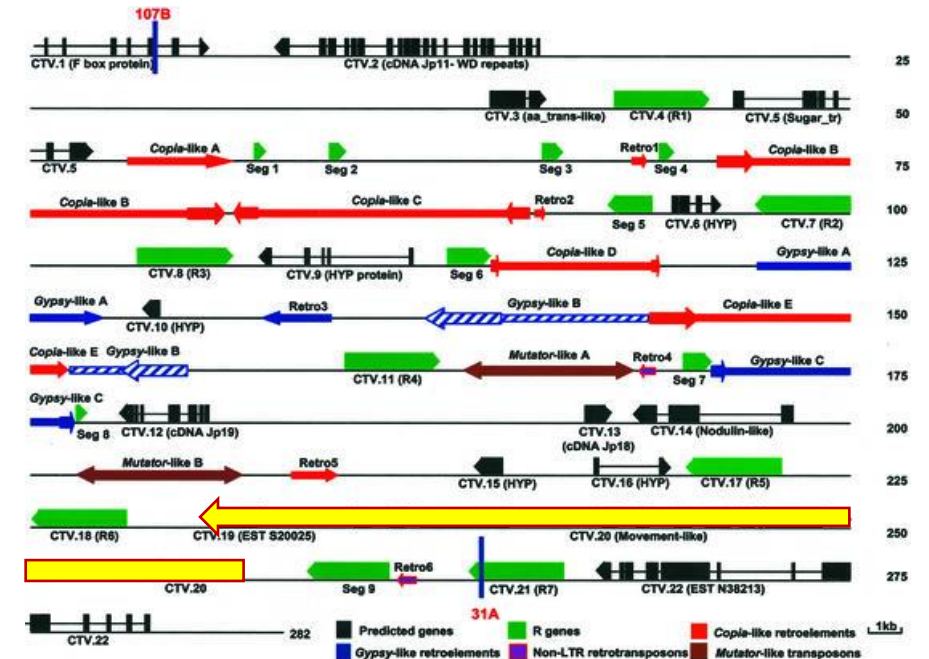 107B
CTV.1 (F box protein) CTV.2 (cDNA Jp11- WD repeats) 25
CTV.3 (aa_trans-like) CTV.4 (R1) CTV.5 (Sugar_tr) 50
Copia-like A Retro1 Copia-like B
CTV.5 Seg 1 Seg 2 Seg 3 Seg 4 75
Copia-like B Copia-like C Retro2
Seg 5 CTV.6 (HYP) CTV.7 (R2) 100
Copia-like D Gypsy-like A
CTV.8 (R3) CTV.9 (HYP protein) Seg 6 125
Gypsy-like A Retro3 Gypsy-like B Copia-like E
CTV.10 (HYP) 150
Copia-like E Gypsy-like B Mutator-like A Retro4 Gypsy-like C
CTV.11 (R4) Seg 7 175
Gypsy-like C
Seg 8 CTV.12 (cDNA Jp19) CTV.13 CTV.14 (Nodulin-like) 200
(cDNA Jp18)
Mutator-like B Retro5
CTV.15 (HYP) CTV.16 (HYP) CTV.17 (R5) 225
CTV.18 (R6) CTV.19 (EST S20025) CTV.20 (Movement-like) 250
Retro6
CTV.20 Seg 9 CTV.21 (R7) CTV.22 (EST N38213) 275
31A
CTV.22 282
Predicted genes R genes Copia-like retroelements 1kb
Gypsy-like retroelements Non-LTR retrotransposons Mutator-like transposons